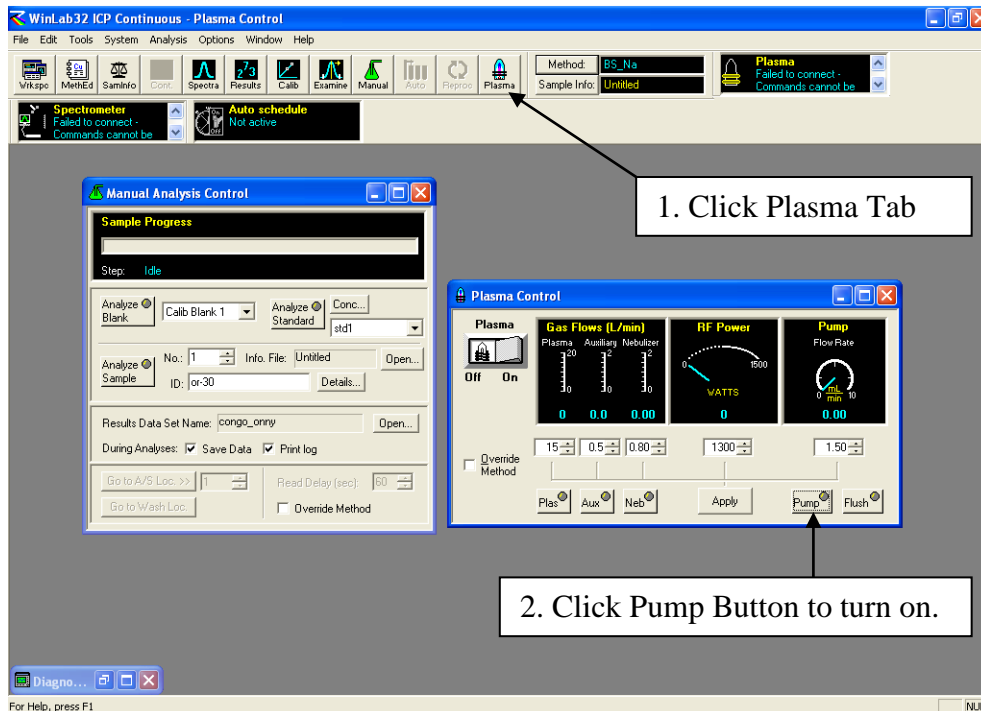 WinLab32 ICP Continuous - Plasma Control
File Edit Tools System Analysis Options Window Help
Wrkspc MethEd SamInfo Cont. Spectra Results Calib Examine Manual Auto Reproc Plasma
Method: BS_Na
Sample Info: Untitled
Plasma
Failed to connect -
Commands cannot be
Spectrometer
Failed to connect -
Commands cannot be
Auto schedule
Not active
1. Click Plasma Tab
Manual Analysis Control
Sample Progress
Step: Idle
Analyze Blank
Calib Blank 1
Analyze Standard
Conc...
std1
Analyze Sample
No.: 1 Info. File: Untitled Open...
ID: or-30 Details...
Results Data Set Name: congo_onny Open...
During Analyses: Save Data Print log
Go to A/S Loc. >> 1 Read Delay (sec): 60
Go to Wash Loc. Override Method
Plasma Control
Plasma
Off On
Gas Flows (L/min)
Plasma Auxiliary Nebulizer
20 2 2
0 0 0
0 0.0 0.00
RF Power
0 1500
WATTS
0
Pump
Flow Rate
0 mL min 10
0.00
Override Method
15 0.5 0.80 1300 1.50
Plas Aux Neb Apply Pump Flush
2. Click Pump Button to turn on.
Diagno...
For Help, press F1
NU